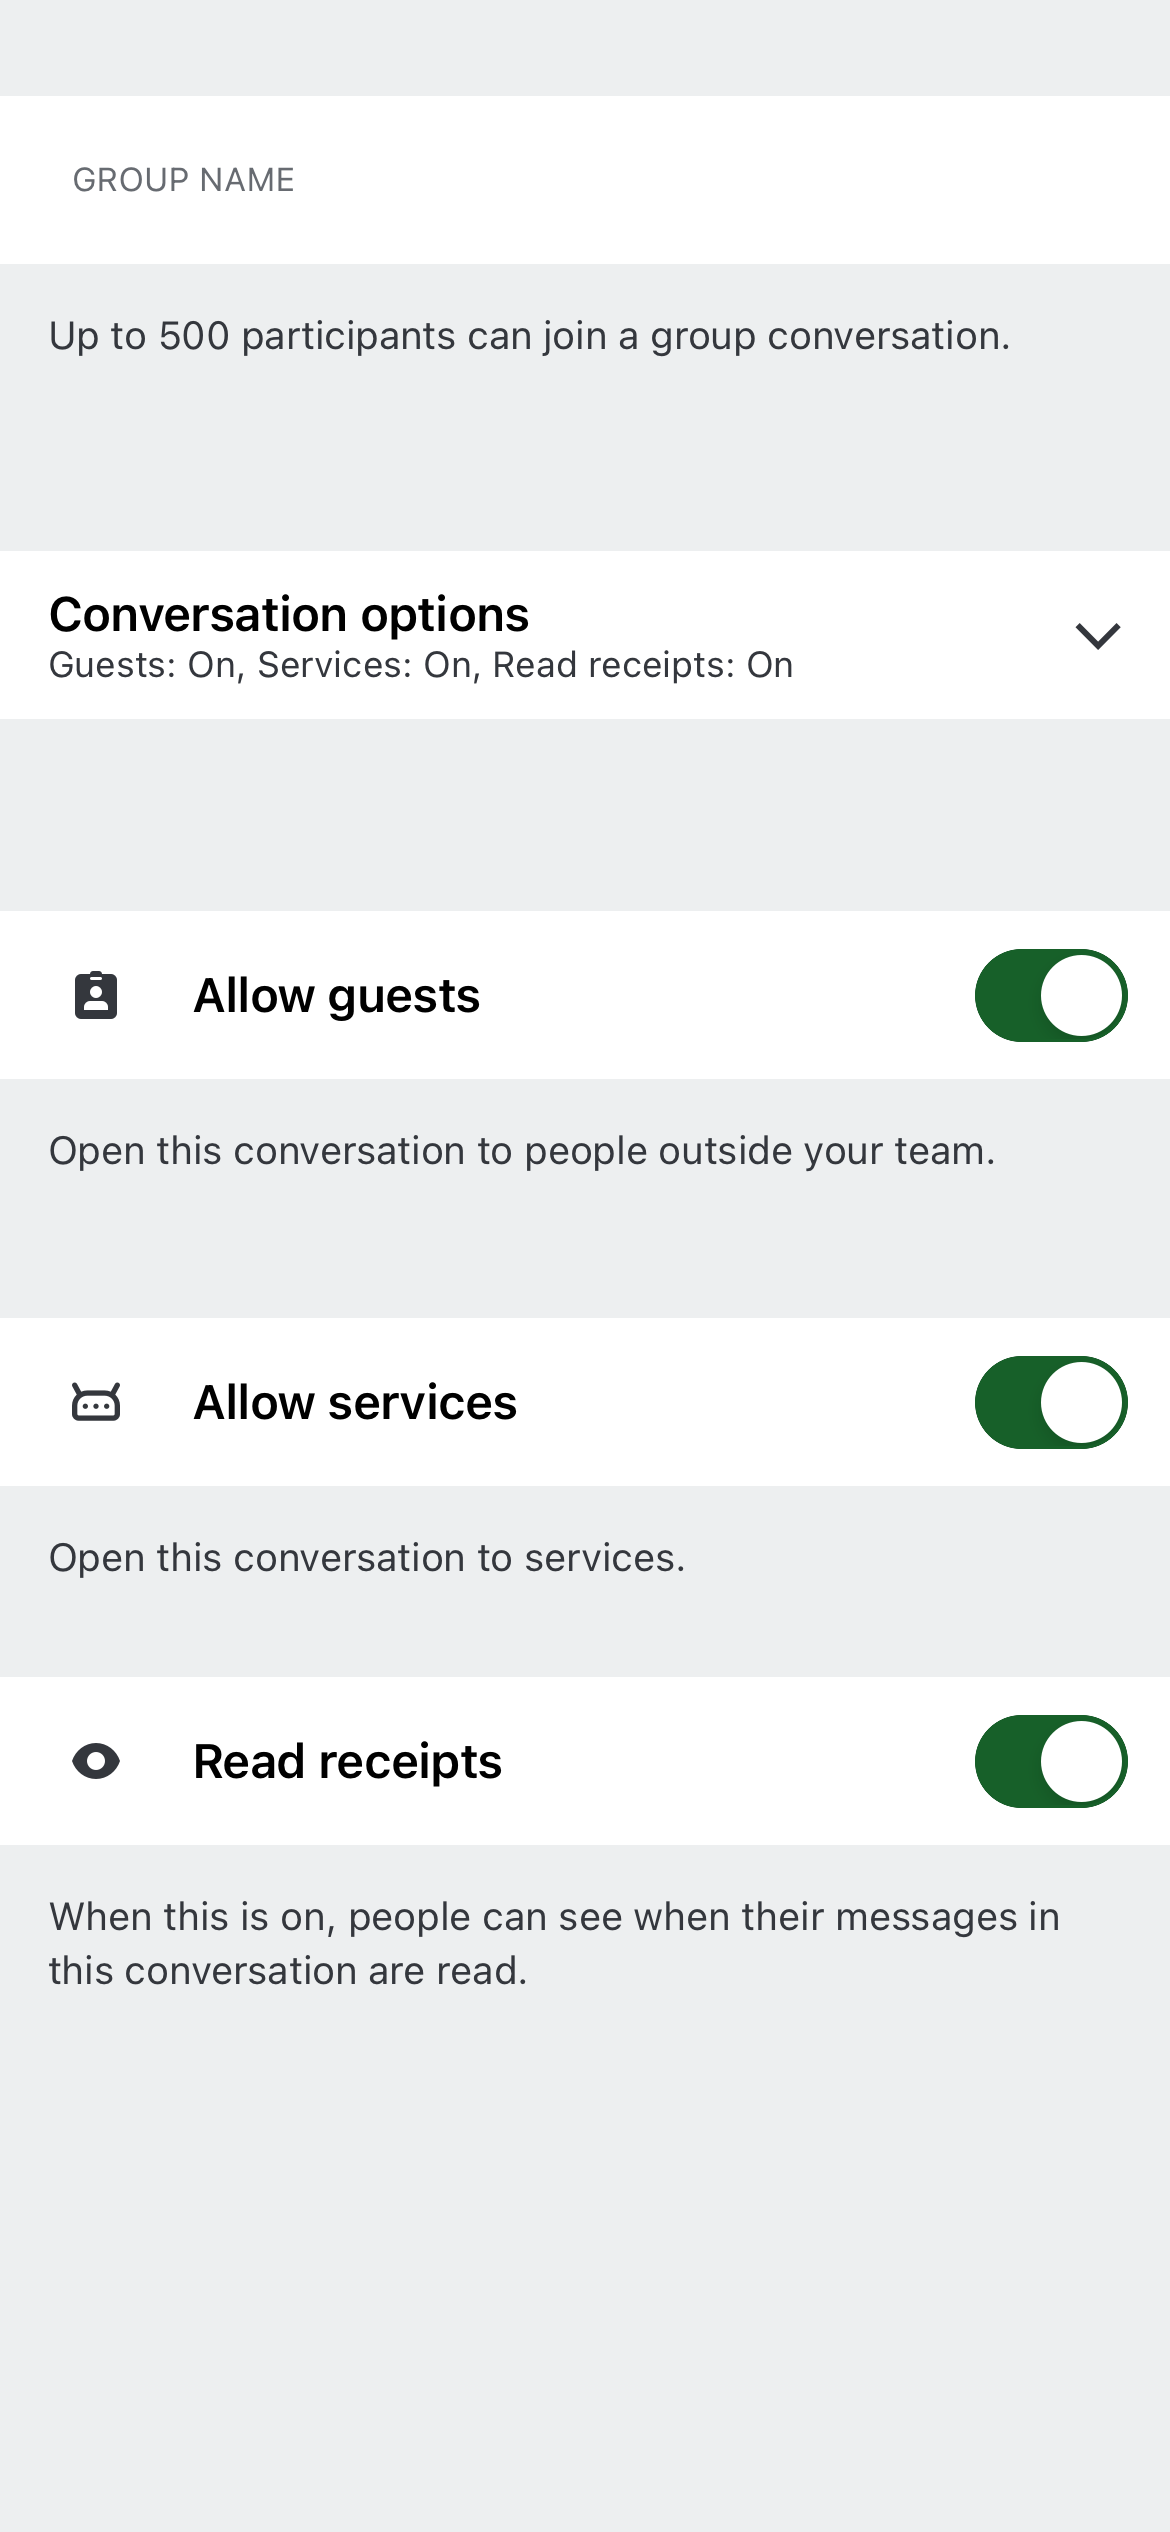 GROUP NAME
Up to 500 participants can join a group conversation.
Conversation options
Guests: On, Services: On, Read receipts: On
Allow guests
Open this conversation to people outside your team.
Allow services
Open this conversation to services.
Read receipts
When this is on, people can see when their messages in
this conversation are read.